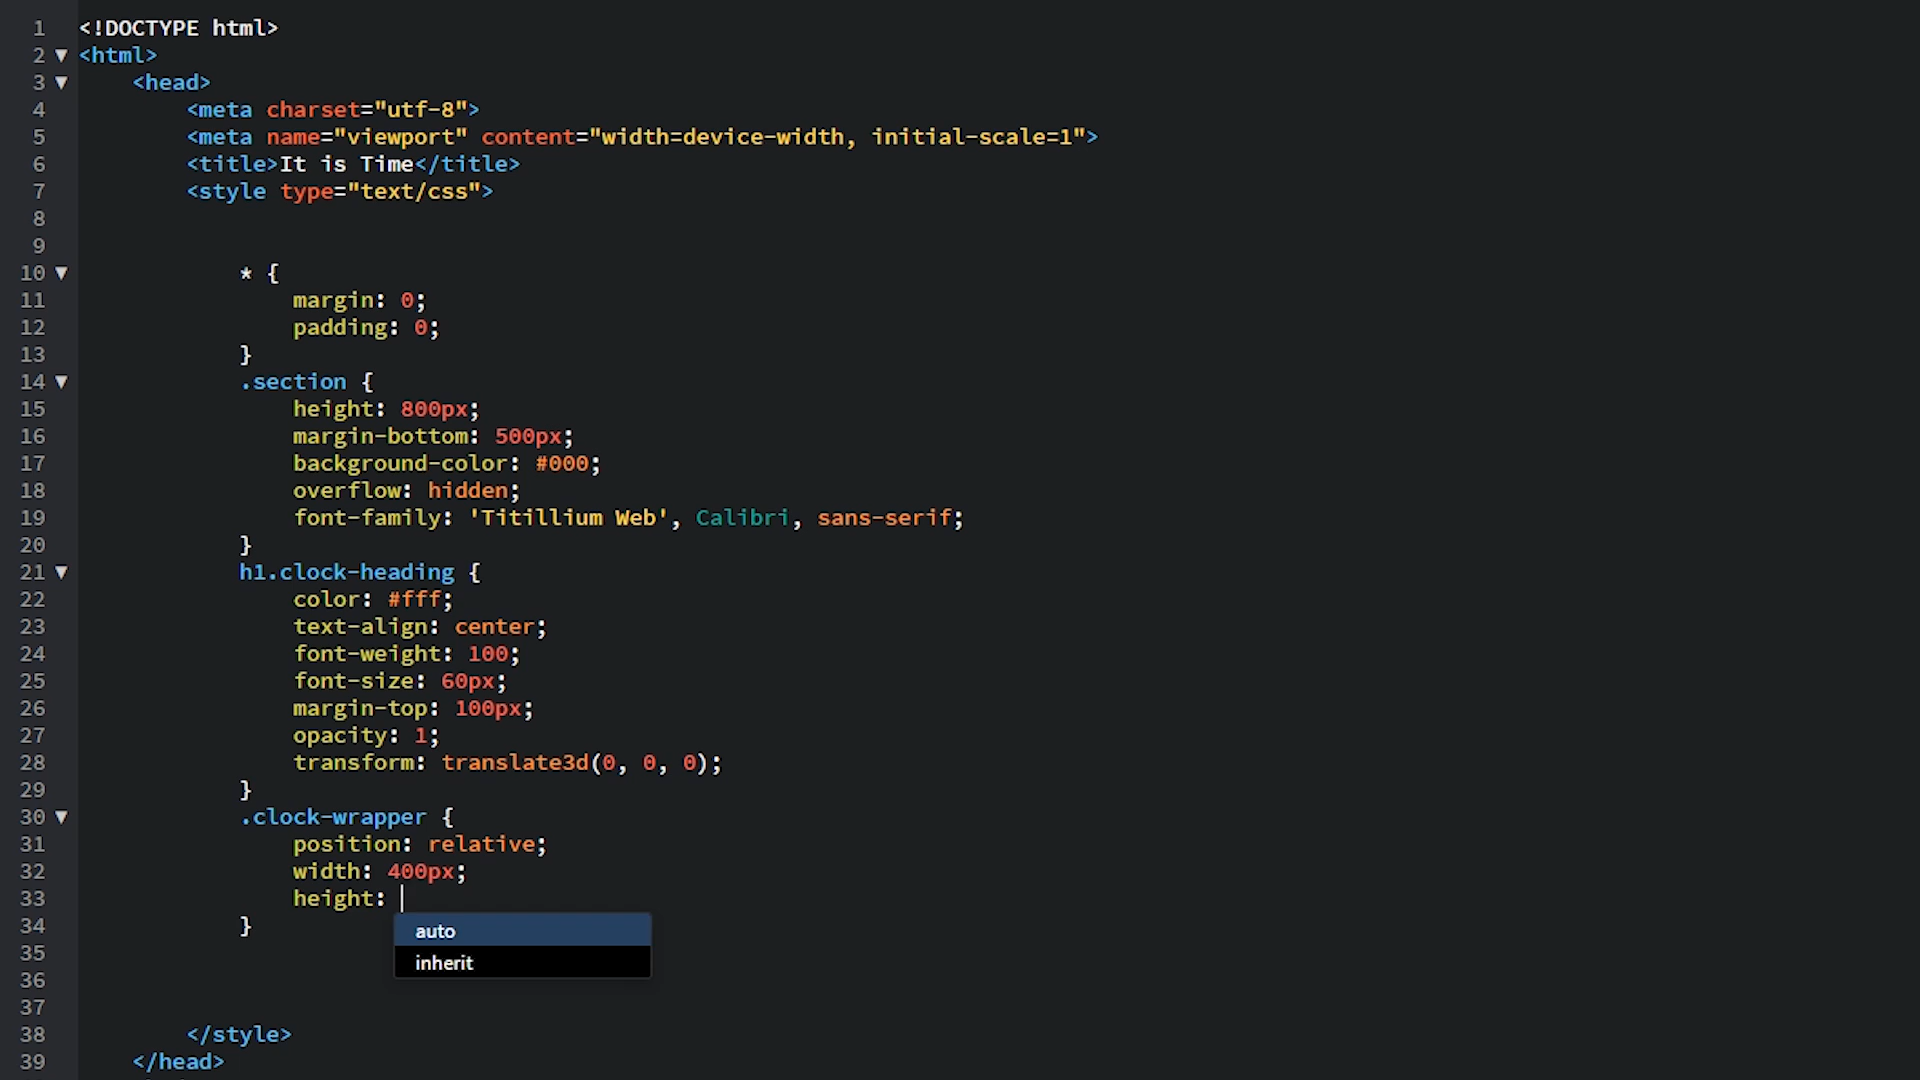 1 <!DOCTYPE html>
2 ▼ <html>
3 ▼ <head>
4 <meta charset="utf-8">
5 <meta name="viewport" content="width=device-width, initial-scale=1">
6 <title>It is Time</title>
7 <style type="text/css">
8
9
10 ▼ * {
11 margin: 0;
12 padding: 0;
13 }
14 ▼ .section {
15 height: 800px;
16 margin-bottom: 500px;
17 background-color: #000;
18 overflow: hidden;
19 font-family: 'Titillium Web', Calibri, sans-serif;
20 }
21 ▼ h1.clock-heading {
22 color: #fff;
23 text-align: center;
24 font-weight: 100;
25 font-size: 60px;
26 margin-top: 100px;
27 opacity: 1;
28 transform: translate3d(0, 0, 0);
29 }
30 ▼ .clock-wrapper {
31 position: relative;
32 width: 400px;
33 height:
34 }
auto
35
inherit
36
37
38 </style>
39 </head>